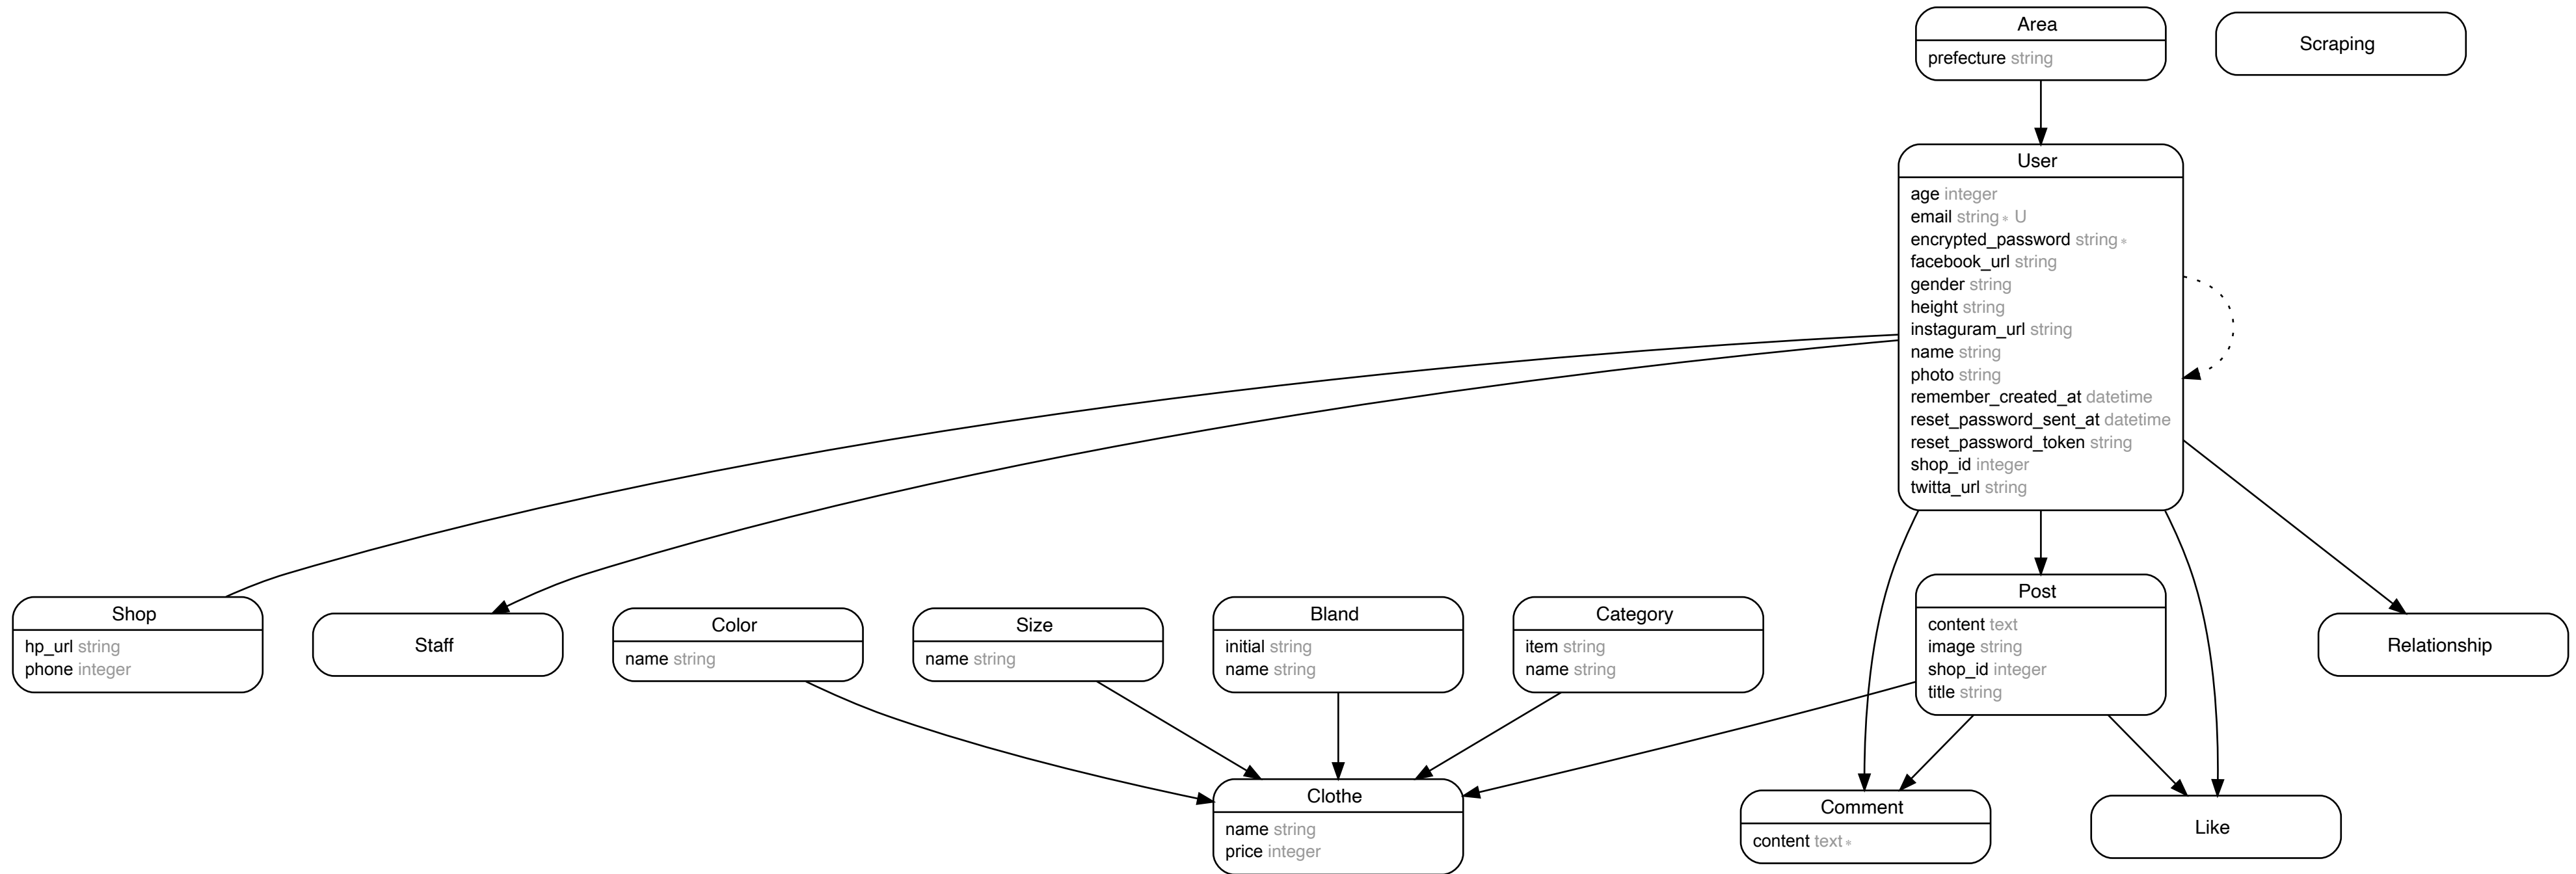 Area
prefecture string
Scraping
User
age integer
email string* U
encrypted_password string*
facebook_url string
gender string
height string
instaguram_url string
name string
photo string
remember_created_at datetime
reset_password_sent_at datetime
reset_password_token string
shop_id integer
twitta_url string
Shop
hp_url string
phone integer
Staff
Color
name string
Size
name string
Bland
initial string
name string
Category
item string
name string
Post
content text
image string
shop_id integer
title string
Relationship
Clothe
name string
price integer
Comment
content text*
Like